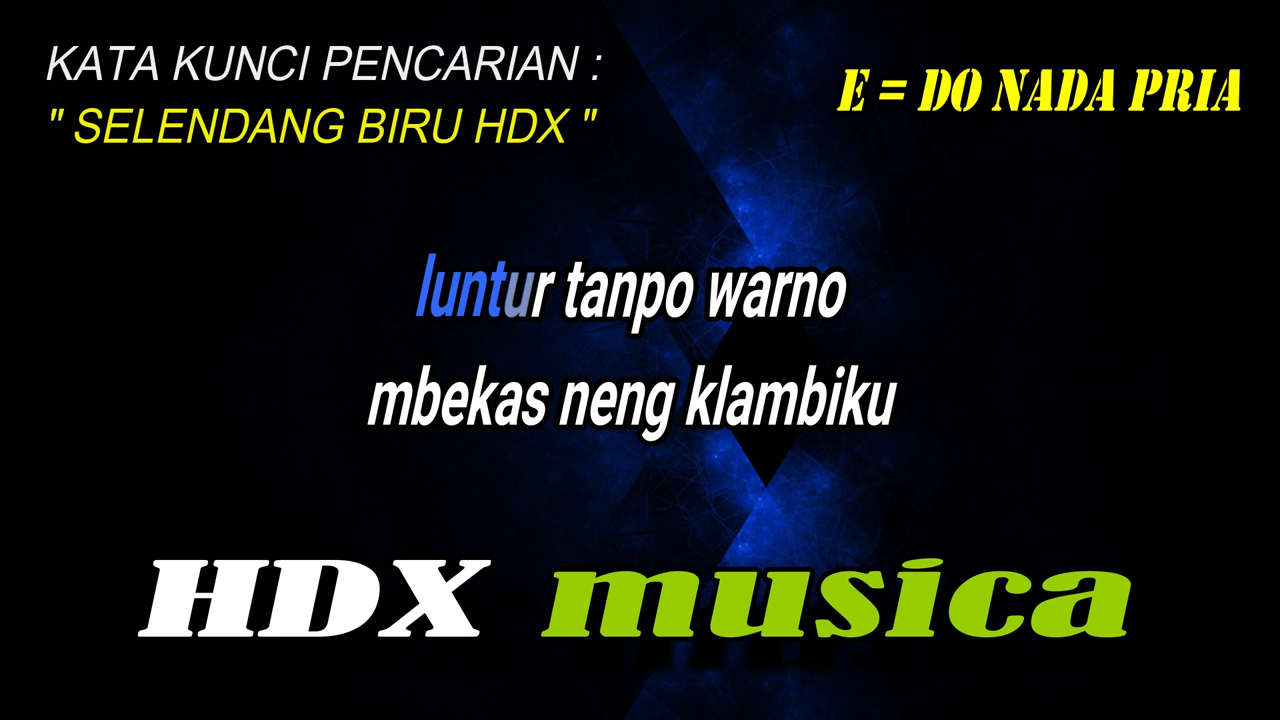 KATA KUNCI PENCARIAN :
" SELENDANG BIRU HDX "
E = DO NADA PRIA
luntur tanpo warno
mbekas neng klambiku
HDX musica